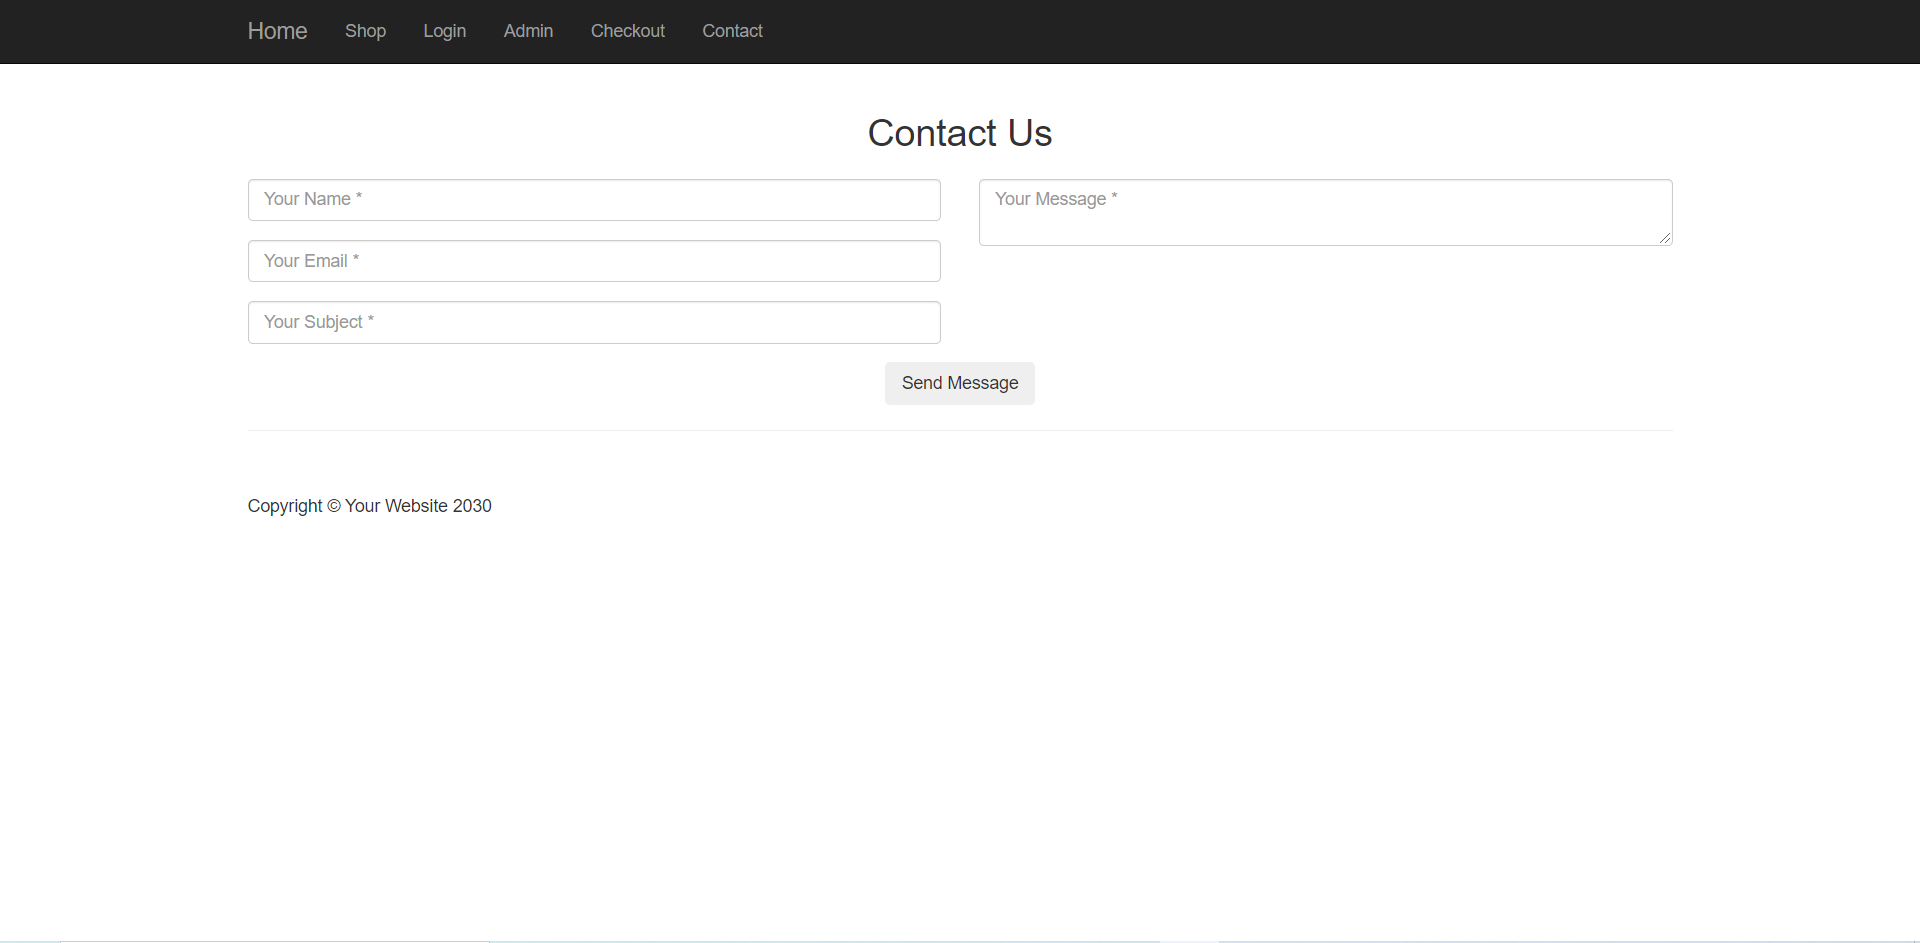 Home Shop Login Admin Checkout Contact
Contact Us
Your Name *
Your Email *
Your Subject *
Your Message *
Send Message
Copyright © Your Website 2030